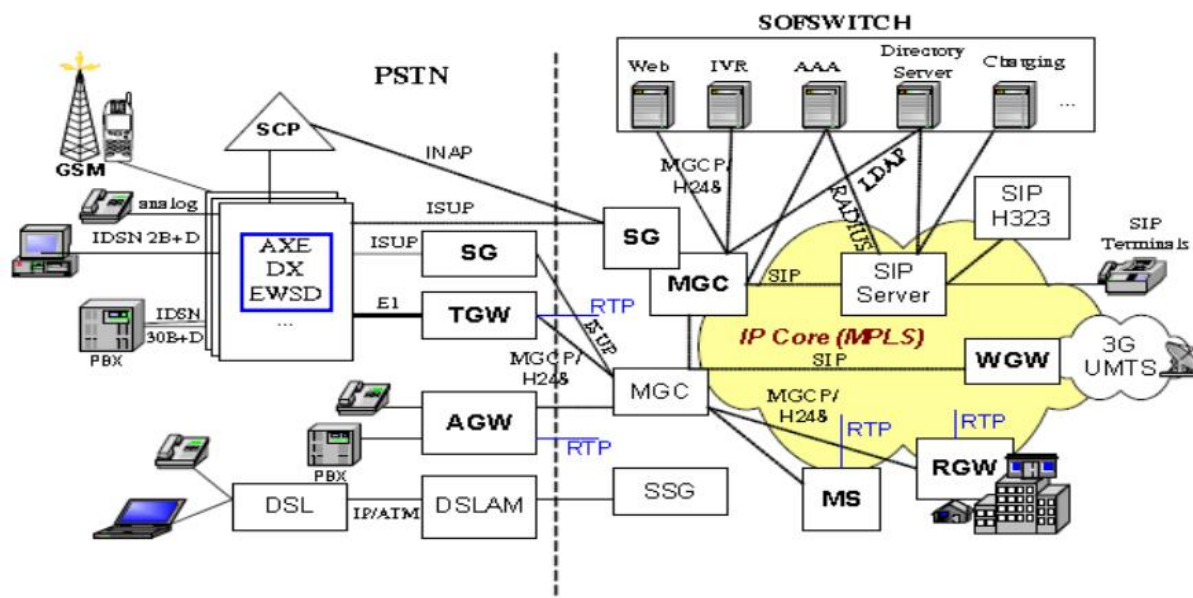 SOFSWITCH
PSTN
Web
IVR
AAA
Directory
Server
Charging
...
SCP
GSM
INAP
MGCP/
H248
LDAP
RADIUS
analog
ISUP
SIP
H323
SIP
Terminals
IDSN 2B+D
AXE
DX
EWSD
...
ISUP
SG
SG
MGC
SIP
SIP
Server
IDSN
30B+D
PBX
E1
TGW
RTP
ISUP
IP Core (MPLS)
SIP
WGW
3G
UMTS
MGCP/
H248
MGC
MGCP/
H248
AGW
RTP
PBX
RTP
RTP
RGW
MS
DSL
IP/ATM
DSLAM
SSG